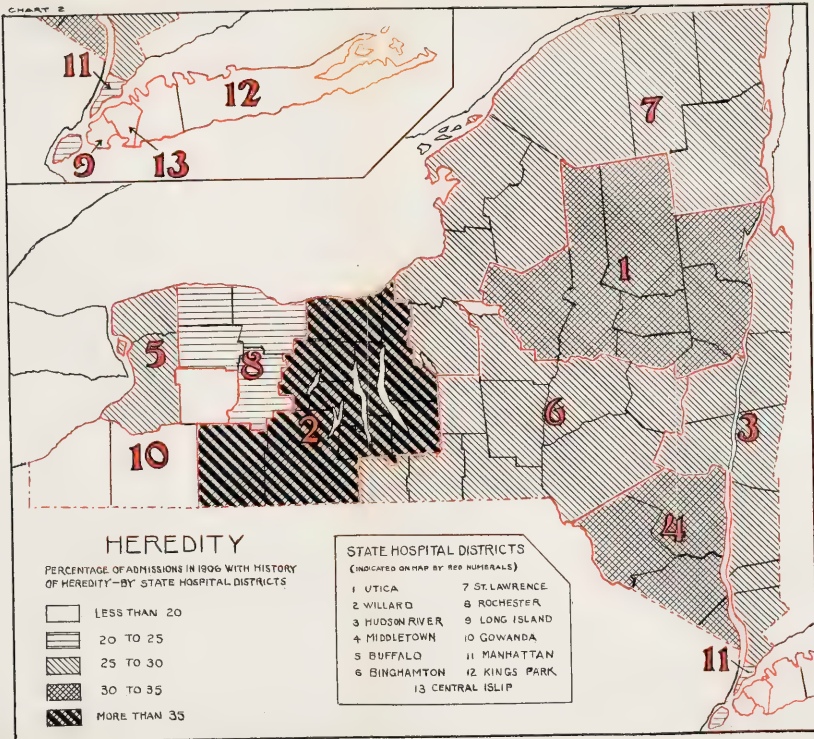 CHART 2
11
12
9
13
7
1
5
8
2
6
3
10
4
11
HEREDITY
PERCENTAGE OF ADMISSIONS IN 1906 WITH HISTORY
OF HEREDITY—BY STATE HOSPITAL DISTRICTS
LESS THAN 20
20 TO 25
25 TO 30
30 TO 35
MORE THAN 35
STATE HOSPITAL DISTRICTS
(INDICATED ON MAP BY RED NUMERALS)
1 UTICA 7 ST. LAWRENCE
2 WILLARD 8 ROCHESTER
3 HUDSON RIVER 9 LONG ISLAND
4 MIDDLETOWN 10 GOWANDA
5 BUFFALO 11 MANHATTAN
6 BINGHAMTON 12 KINGS PARK
13 CENTRAL ISLIP